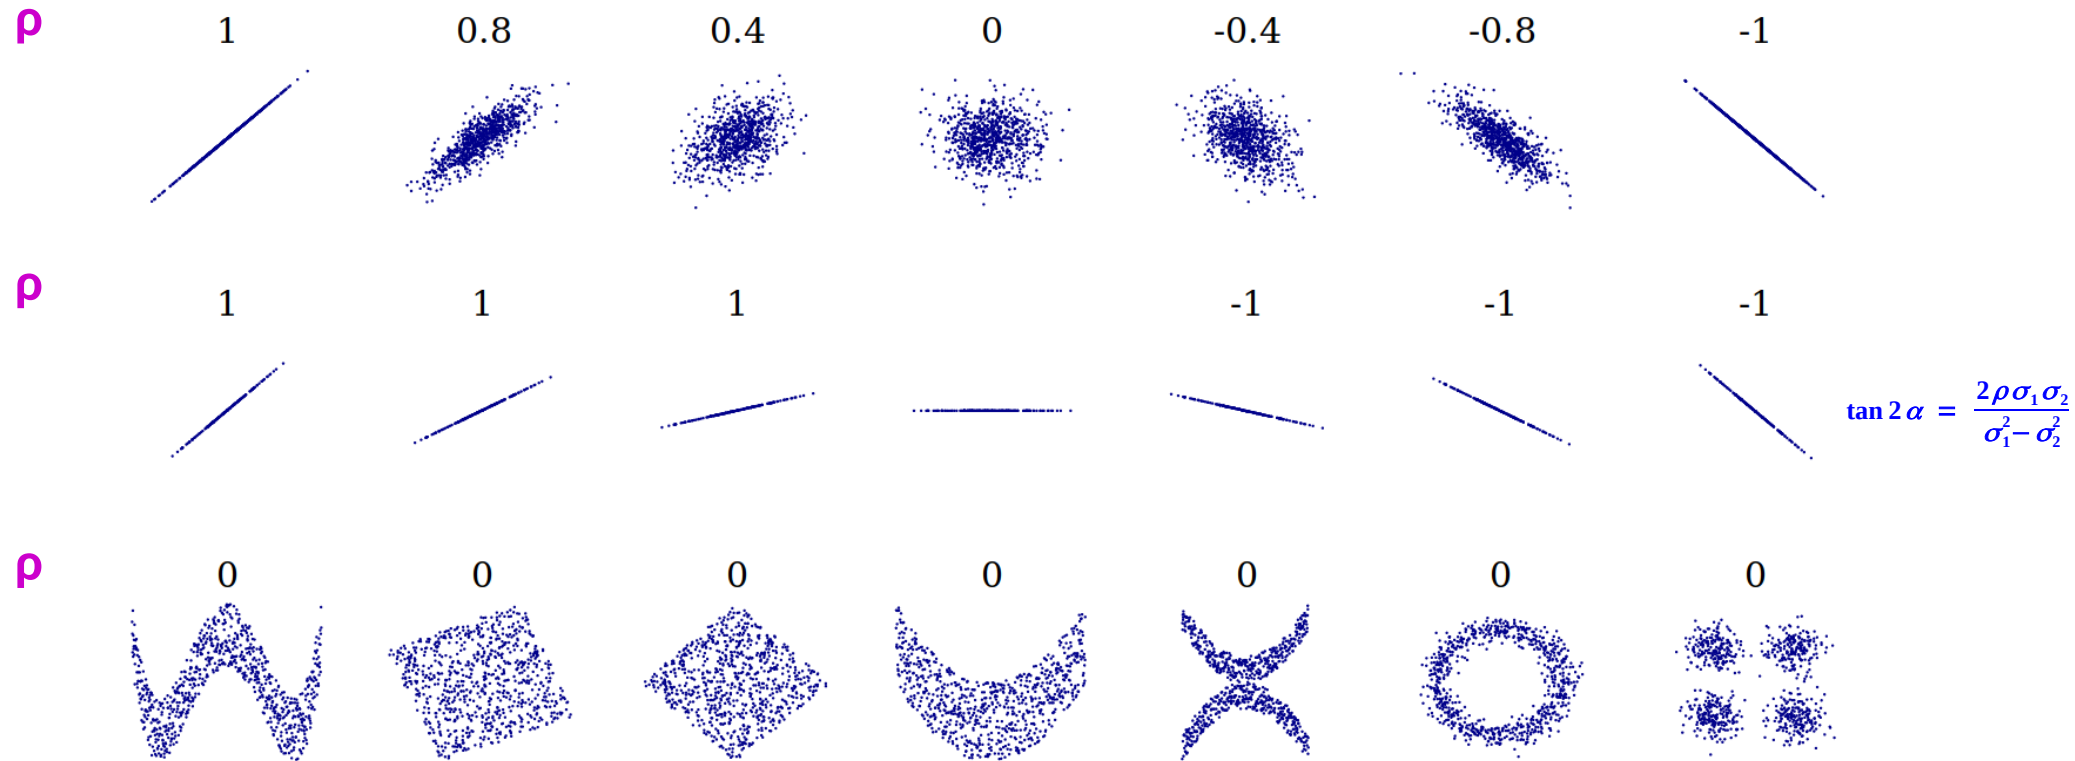 ρ 1 0.8 0.4 0 -0.4 -0.8 -1
ρ 1 1 1 -1 -1 -1
tan 2α = 2ρσ₁σ₂ / σ₁² − σ₂²
ρ 0 0 0 0 0 0 0